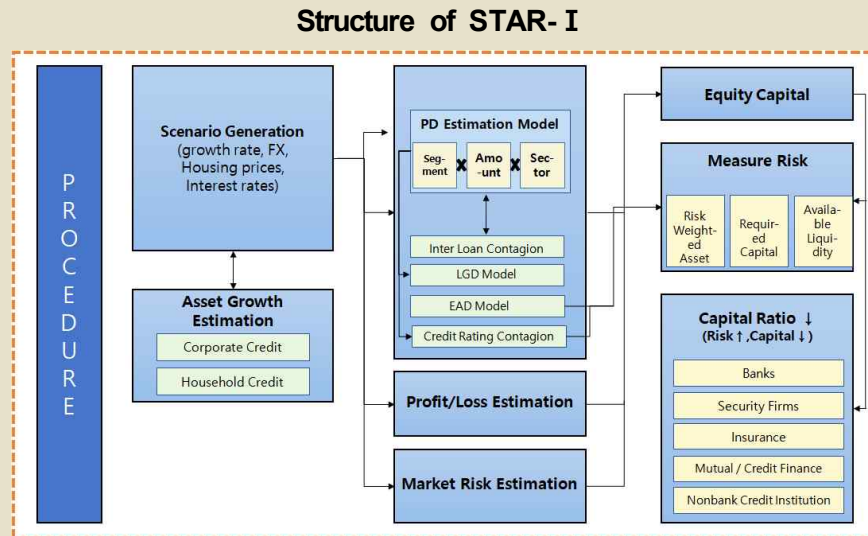 Structure of STAR-Ⅰ
PROCEDURE
Scenario Generation
(growth rate, FX,
Housing prices,
Interest rates)
Asset Growth
Estimation
Corporate Credit
Household Credit
PD Estimation Model
Seg-
ment
x
Amo
-unt
x
Sec-
tor
Inter Loan Contagion
LGD Model
EAD Model
Credit Rating Contagion
Profit/Loss Estimation
Market Risk Estimation
Equity Capital
Measure Risk
Risk
Weight-
ed
Asset
Requir-
ed
Capital
Availa-
ble
Liqui-
dity
Capital Ratio ↓
(Risk↑,Capital↓)
Banks
Security Firms
Insurance
Mutual / Credit Finance
Nonbank Credit Institution